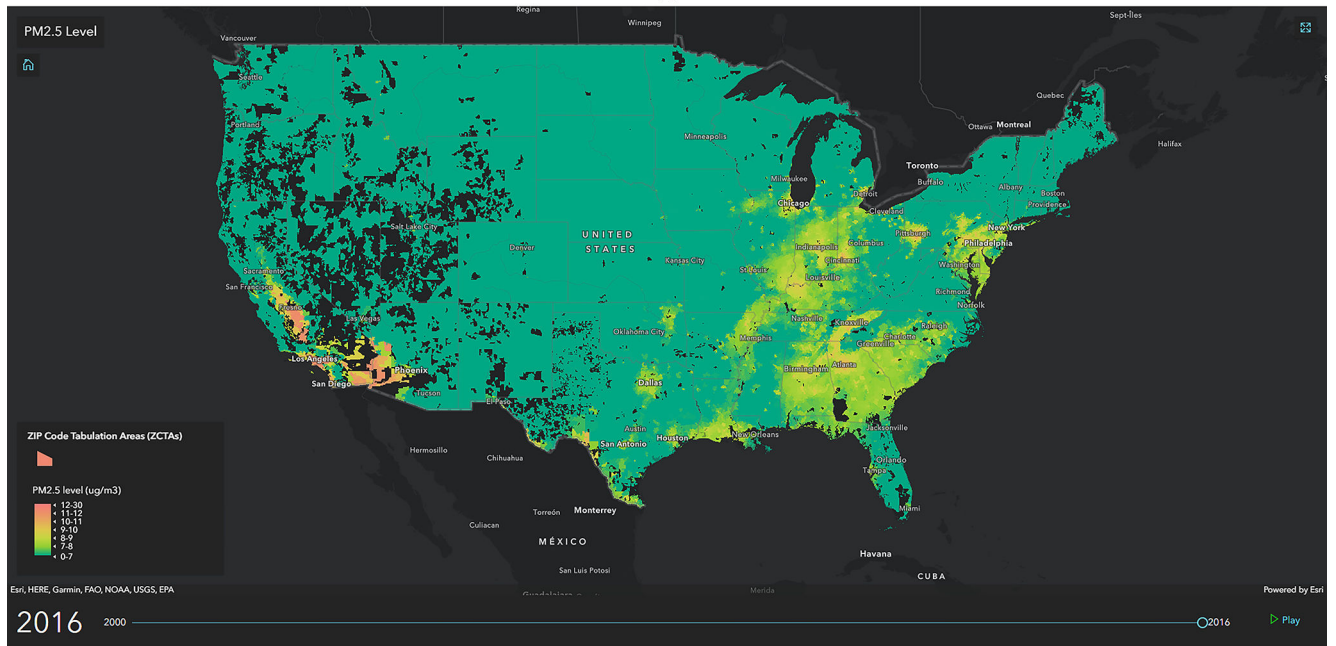 PM2.5 Level
Regina
Winnipeg
Sept-Îles
Vancouver
Seattle
Quebec
Portland
Ottawa
Montreal
Minneapolis
Halifax
Toronto
Milwaukee
Buffalo
Albany
Detroit
Boston
Chicago
Providence
Cleveland
Salt Lake City
New York
UNITED
STATES
Pittsburgh
Denver
Indianapolis
Columbus
Philadelphia
Kansas City
Cincinnati
Sacramento
St Louis
Washington
Louisville
San Francisco
Richmond
Fresno
Norfolk
Las Vegas
Nashville
Knoxville
Raleigh
Oklahoma City
Memphis
Charlotte
Greenville
Los Angeles
Atlanta
Phoenix
Birmingham
San Diego
Dallas
Tucson
El Paso
Austin
Jacksonville
New Orleans
Houston
San Antonio
Hermosillo
Chihuahua
Orlando
Tampa
Miami
Torreón
Monterrey
Culiacan
MÉXICO
Havana
San Luis Potosi
CUBA
Merida
ZIP Code Tabulation Areas (ZCTAs)
PM2.5 level (ug/m3)
12-30
11-12
10-11
9-10
8-9
7-8
0-7
Esri, HERE, Garmin, FAO, NOAA, USGS, EPA
Powered by Esri
2016
2000
2016
Play